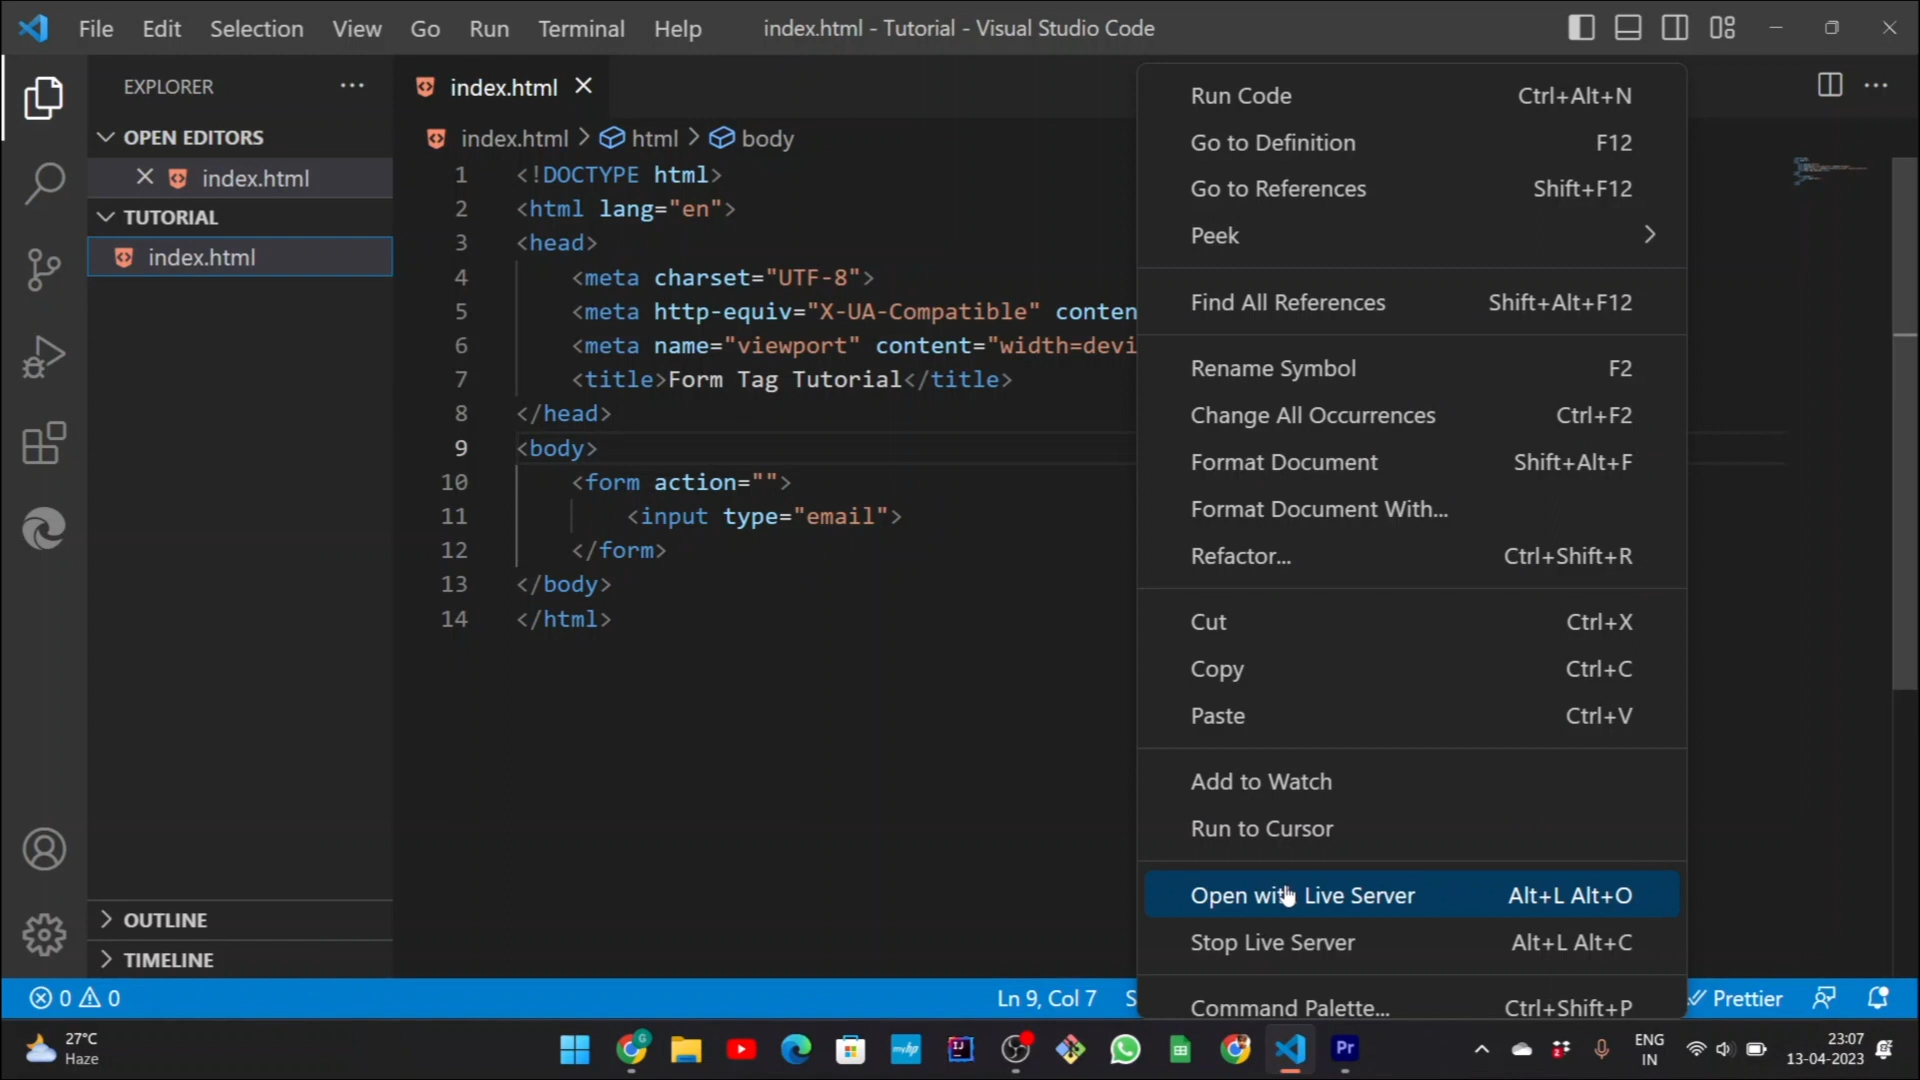 File Edit Selection View Go Run Terminal Help index.html - Tutorial - Visual Studio Code
EXPLORER
OPEN EDITORS
index.html
TUTORIAL
index.html
OUTLINE
TIMELINE
index.html
index.html > html > body
1 <!DOCTYPE html>
2 <html lang="en">
3 <head>
4 <meta charset="UTF-8">
5 <meta http-equiv="X-UA-Compatible" conten
6 <meta name="viewport" content="width=devi
7 <title>Form Tag Tutorial</title>
8 </head>
9 <body>
10 <form action="">
11 <input type="email">
12 </form>
13 </body>
14 </html>
Run Code Ctrl+Alt+N
Go to Definition F12
Go to References Shift+F12
Peek
Find All References Shift+Alt+F12
Rename Symbol F2
Change All Occurrences Ctrl+F2
Format Document Shift+Alt+F
Format Document With...
Refactor... Ctrl+Shift+R
Cut Ctrl+X
Copy Ctrl+C
Paste Ctrl+V
Add to Watch
Run to Cursor
Open with Live Server Alt+L Alt+O
Stop Live Server Alt+L Alt+C
Command Palette... Ctrl+Shift+P
0 0 Ln 9, Col 7 S Prettier
27°C
Haze
myhp
IJ
Pr
ENG
IN
23:07
13-04-2023